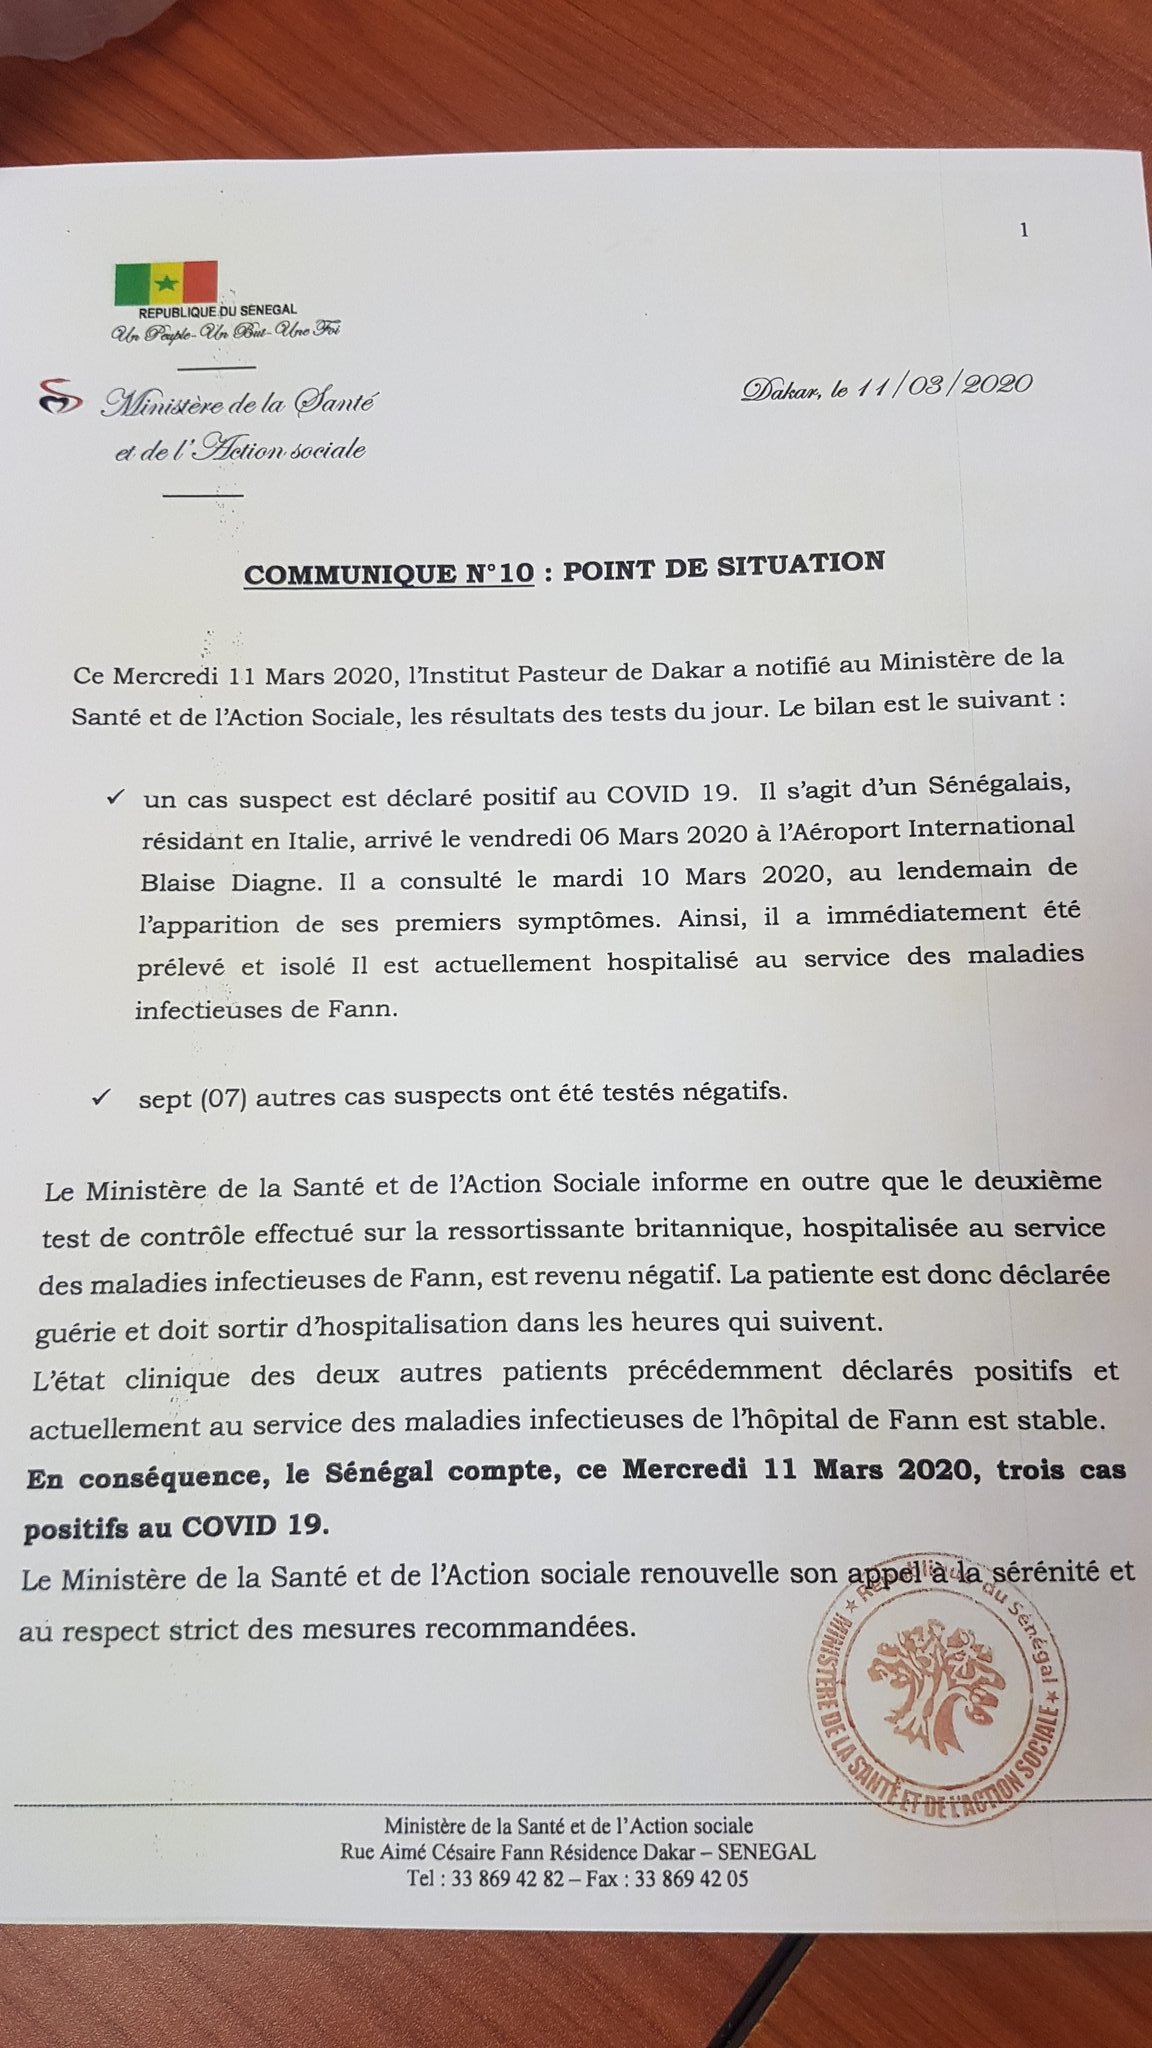 1
REPUBLIQUE DU SENEGAL
Un Peuple-Un But-Une Foi
Ministère de la Santé
et de l'Action sociale
Dakar, le 11/03/2020
COMMUNIQUE N°10 : POINT DE SITUATION
Ce Mercredi 11 Mars 2020, l'Institut Pasteur de Dakar a notifié au Ministère de la
Santé et de l'Action Sociale, les résultats des tests du jour. Le bilan est le suivant :
✓ un cas suspect est déclaré positif au COVID 19. Il s'agit d'un Sénégalais,
résidant en Italie, arrivé le vendredi 06 Mars 2020 à l'Aéroport International
Blaise Diagne. Il a consulté le mardi 10 Mars 2020, au lendemain de
l'apparition de ses premiers symptômes. Ainsi, il a immédiatement été
prélevé et isolé Il est actuellement hospitalisé au service des maladies
infectieuses de Fann.
✓ sept (07) autres cas suspects ont été testés négatifs.
Le Ministère de la Santé et de l'Action Sociale informe en outre que le deuxième
test de contrôle effectué sur la ressortissante britannique, hospitalisée au service
des maladies infectieuses de Fann, est revenu négatif. La patiente est donc déclarée
guérie et doit sortir d'hospitalisation dans les heures qui suivent.
L'état clinique des deux autres patients précédemment déclarés positifs et
actuellement au service des maladies infectieuses de l'hôpital de Fann est stable.
En conséquence, le Sénégal compte, ce Mercredi 11 Mars 2020, trois cas
positifs au COVID 19.
Le Ministère de la Santé et de l'Action sociale renouvelle son appel à la sérénité et
au respect strict des mesures recommandées.
★ République du Sénégal ★
MINISTÈRE DE LA SANTÉ ET DE L'ACTION SOCIALE
Ministère de la Santé et de l'Action sociale
Rue Aimé Césaire Fann Résidence Dakar – SENEGAL
Tel : 33 869 42 82 – Fax : 33 869 42 05